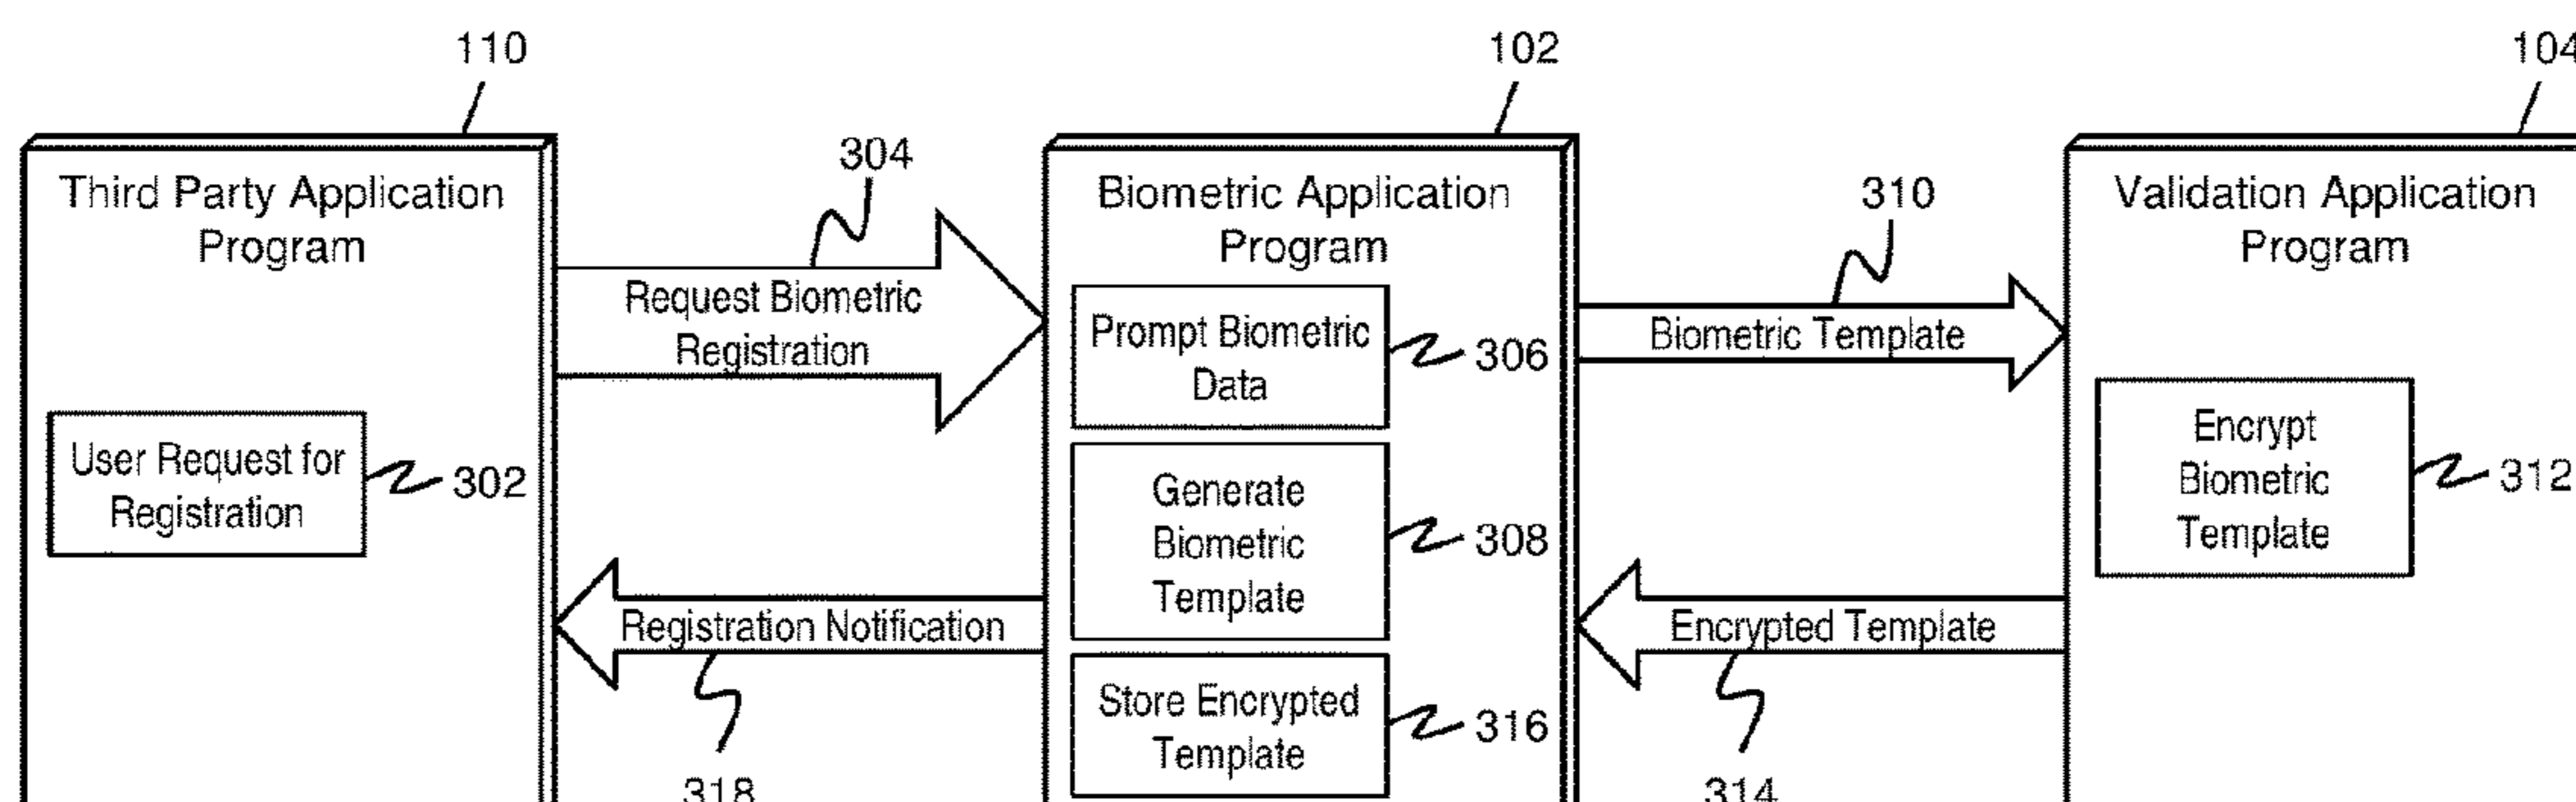 110
102
104
Third Party Application
Program
304
Request Biometric
Registration
User Request for
Registration
302
Registration Notification
318
Biometric Application
Program
Prompt Biometric
Data
306
Generate
Biometric
Template
308
Store Encrypted
Template
316
310
Biometric Template
Encrypted Template
314
Validation Application
Program
Encrypt
Biometric
Template
312